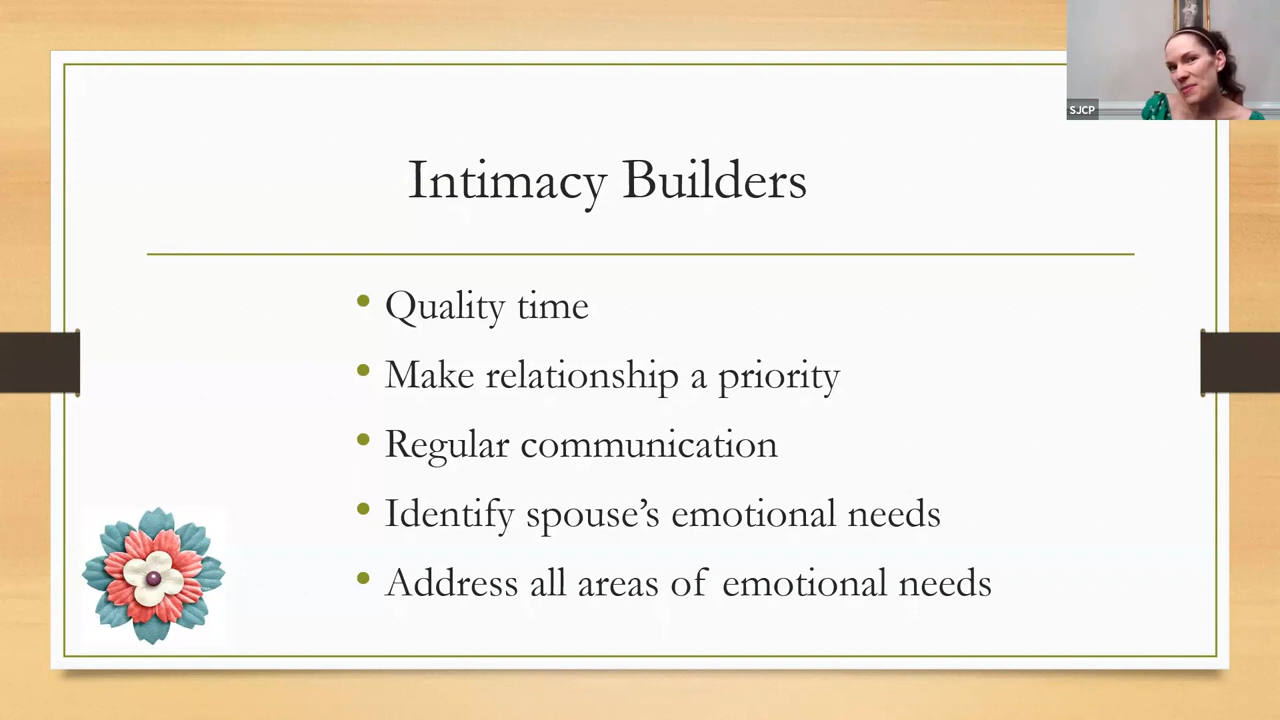 SJCP
Intimacy Builders
• Quality time
• Make relationship a priority
• Regular communication
• Identify spouse’s emotional needs
• Address all areas of emotional needs